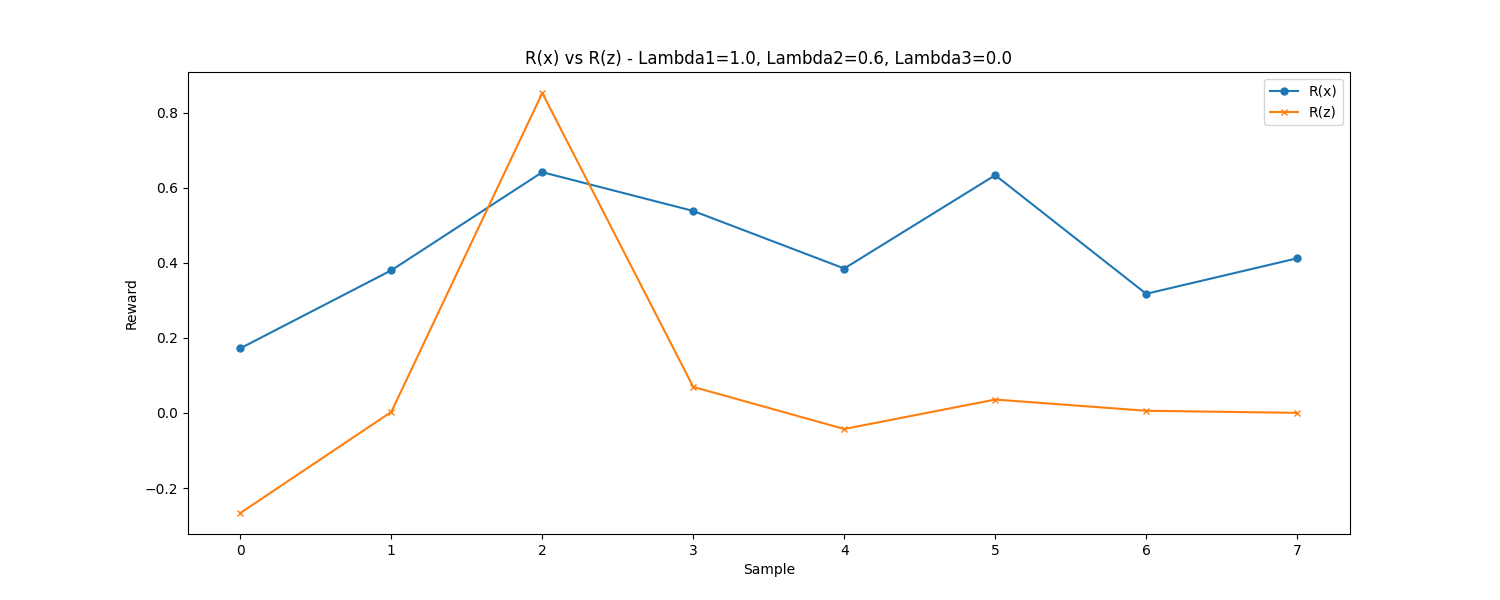 R(x) vs R(z) - Lambda1=1.0, Lambda2=0.6, Lambda3=0.0
R(x)
R(z)
0.8
0.6
0.4
0.2
0.0
−0.2
Reward
0 1 2 3 4 5 6 7
Sample